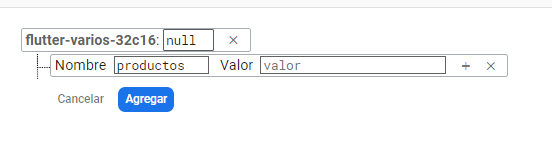 flutter-varios-32c16: null ×
Nombre productos Valor valor + ×
Cancelar Agregar